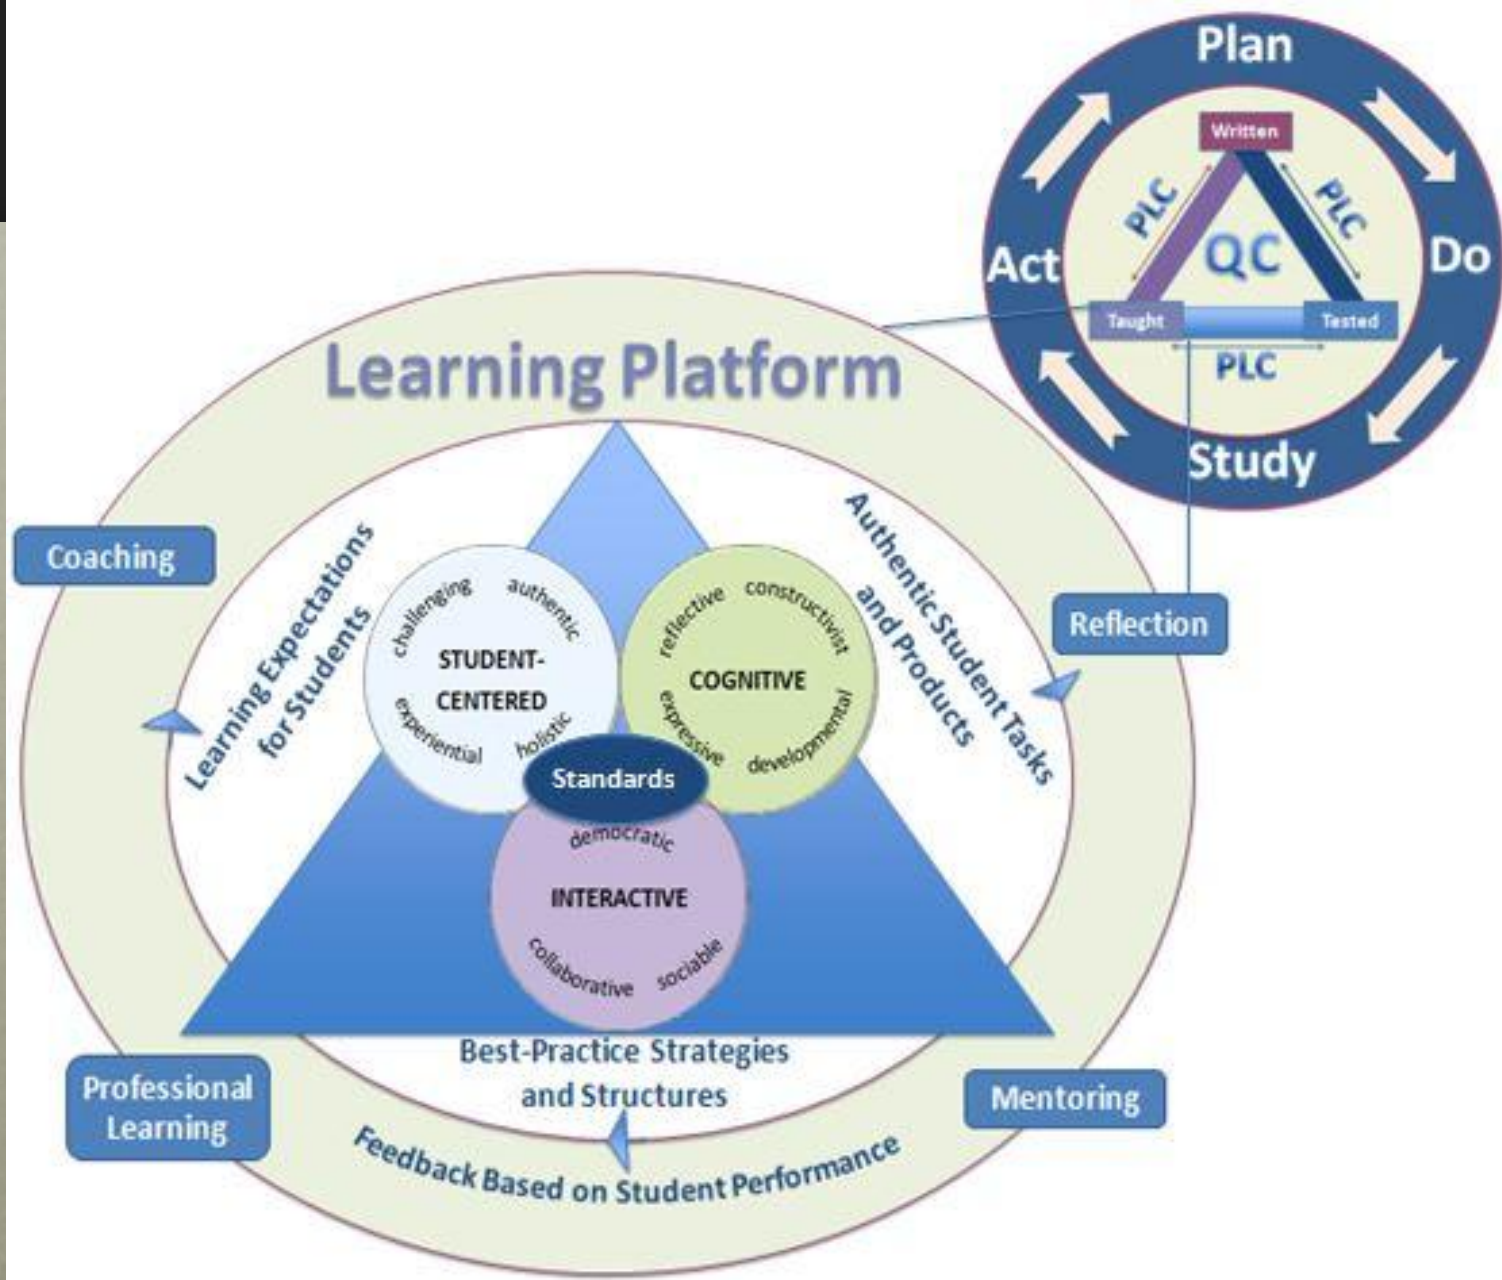 Plan
Written
PLC
PLC
QC
Act
Do
Taught
Tested
PLC
Study
Learning Platform
Coaching
Learning Expectations
for Students
Authentic Student Tasks
and Products
Reflection
challenging
authentic
STUDENT-
CENTERED
experiential
holistic
reflective
constructivist
COGNITIVE
expressive
developmental
Standards
democratic
INTERACTIVE
collaborative
sociable
Best-Practice Strategies
and Structures
Professional
Learning
Mentoring
Feedback Based on Student Performance